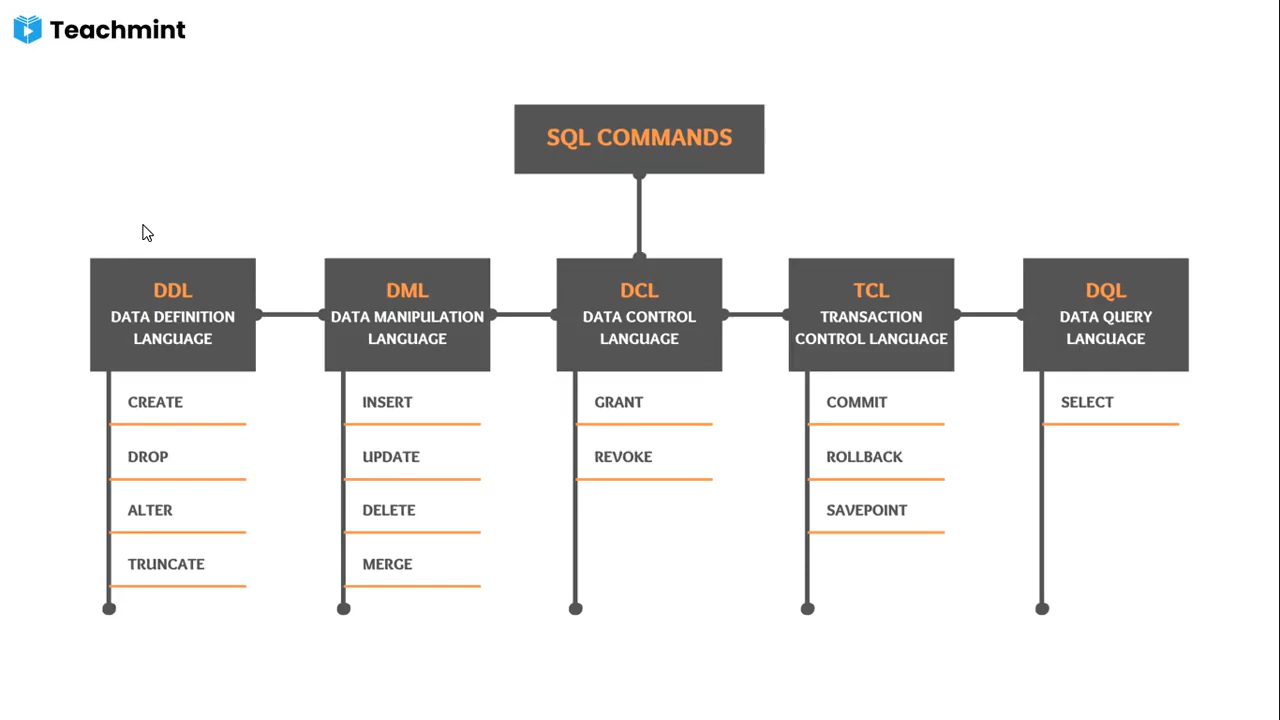 Teachmint
SQL COMMANDS
DDL
DATA DEFINITION
LANGUAGE
CREATE
DROP
ALTER
TRUNCATE
DML
DATA MANIPULATION
LANGUAGE
INSERT
UPDATE
DELETE
MERGE
DCL
DATA CONTROL
LANGUAGE
GRANT
REVOKE
TCL
TRANSACTION
CONTROL LANGUAGE
COMMIT
ROLLBACK
SAVEPOINT
DQL
DATA QUERY
LANGUAGE
SELECT